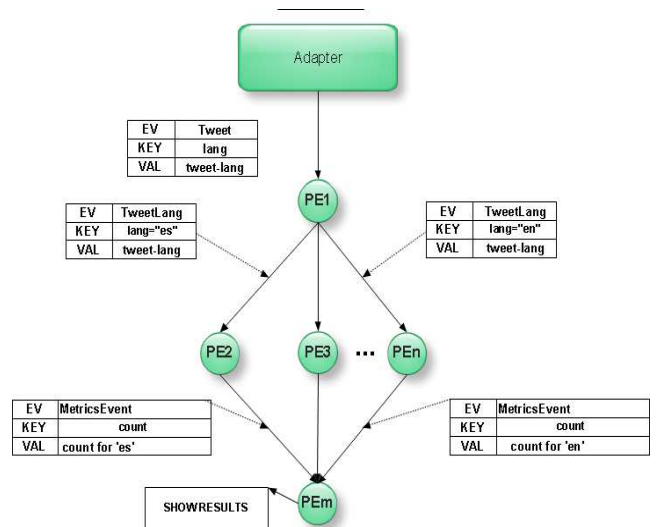 Adapter
EV Tweet
KEY lang
VAL tweet-lang
PE1
EV TweetLang
KEY lang="es"
VAL tweet-lang
EV TweetLang
KEY lang="en"
VAL tweet-lang
PE2 PE3 ... PEn
EV MetricsEvent
KEY count
VAL count for 'es'
EV MetricsEvent
KEY count
VAL count for 'en'
SHOWRESULTS
PEm